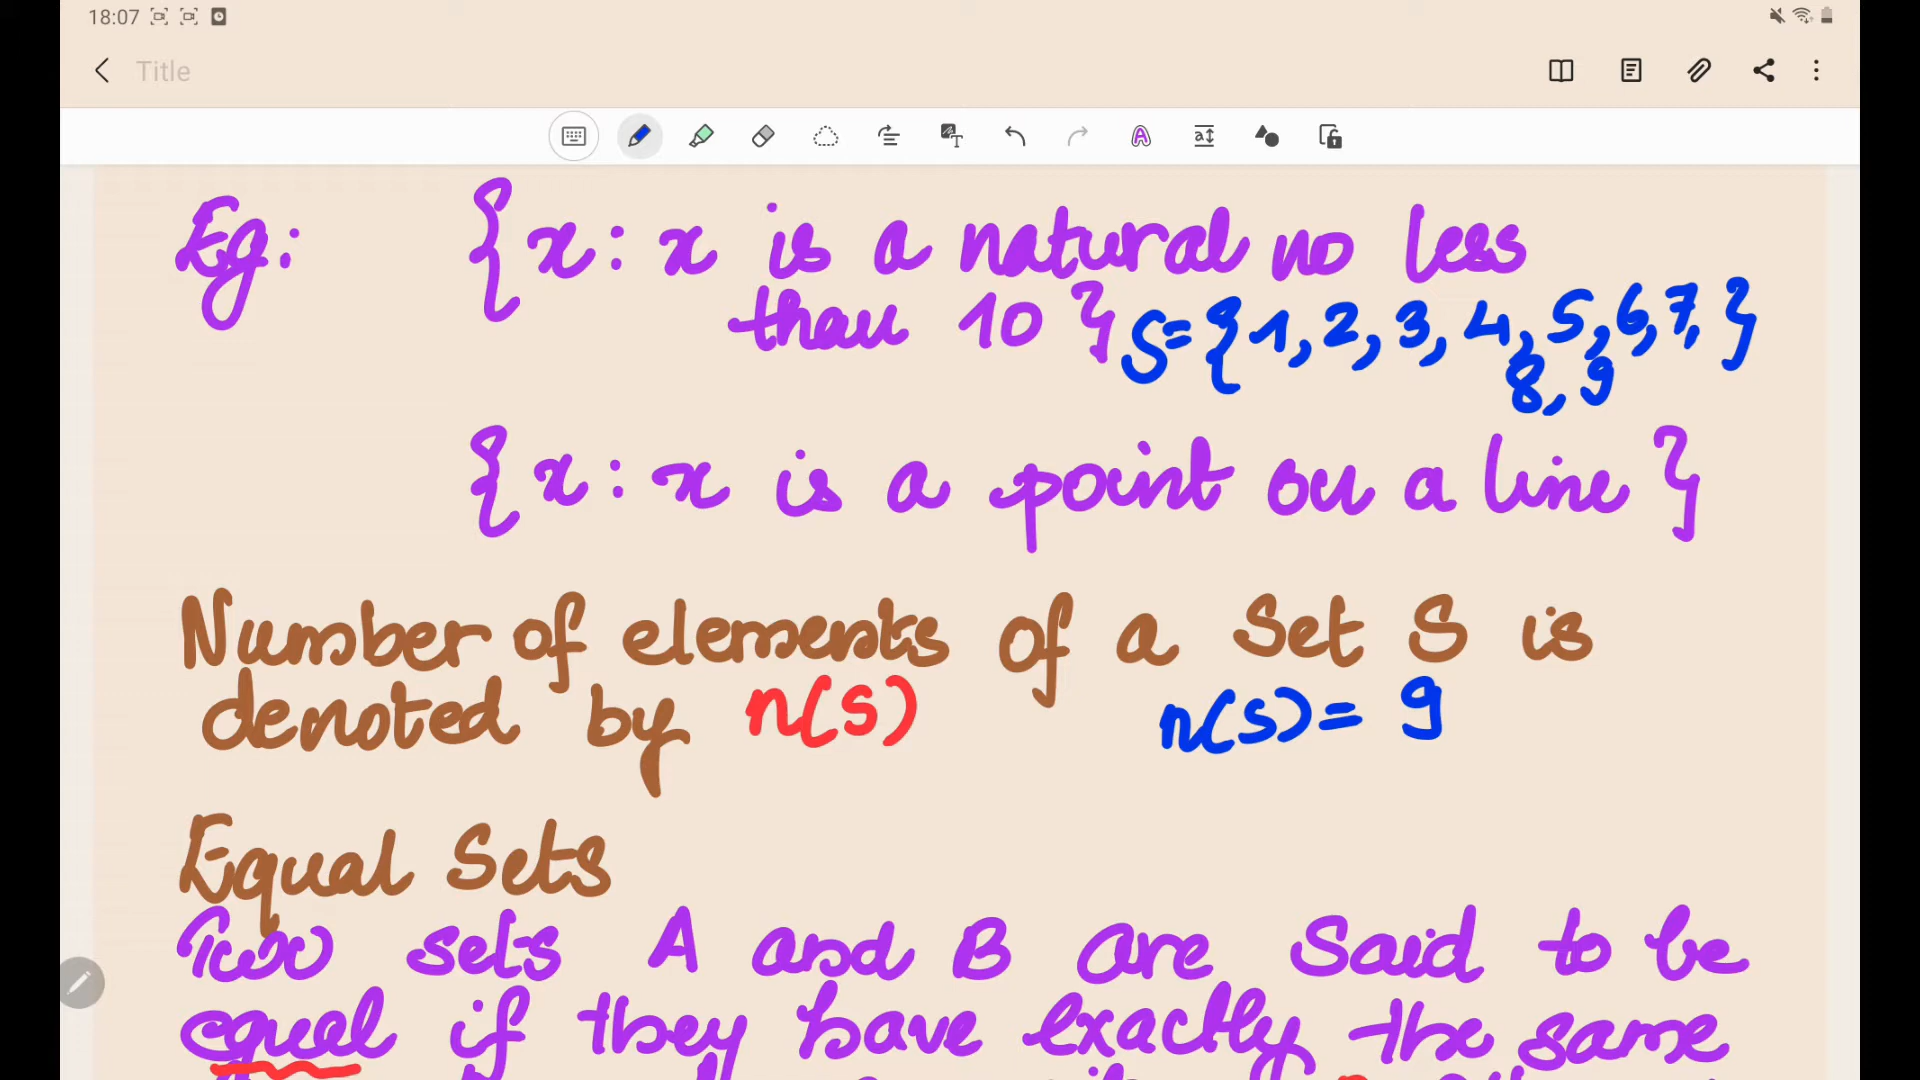 18:07
Title
Eg: {x : x is a natural no less
than 10 } S = {1, 2, 3, 4, 5, 6, 7, }
8, 9
{x : x is a point on a line }
Number of elements of a Set S is
denoted by n(S) n(S) = 9
Equal Sets
Two sets A and B are said to be
equal if they have exactly the same